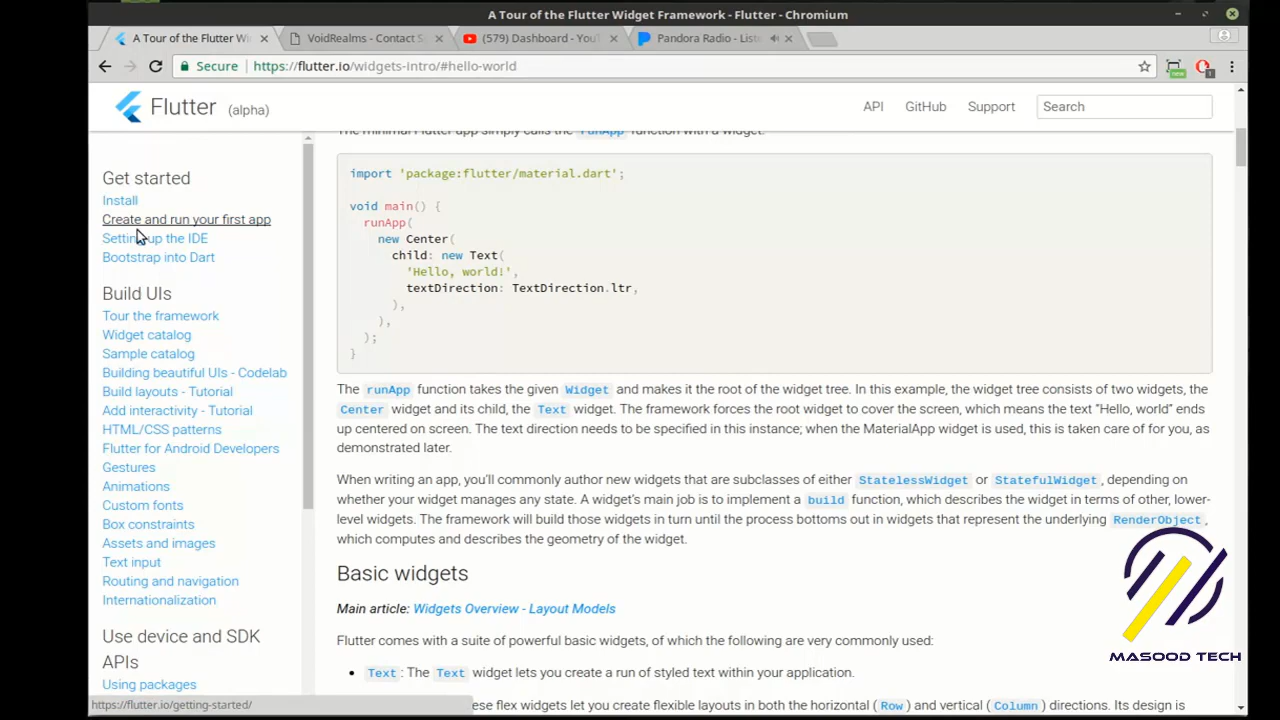 A Tour of the Flutter Widget Framework - Flutter - Chromium
A Tour of the Flutter Wi
VoidRealms - Contact S
(579) Dashboard - You
Pandora Radio - List
Secure
https://flutter.io/widgets-intro/#hello-world
new
1
Flutter (alpha)
API
GitHub
Support
Search
Get started
Install
Create and run your first app
Setting up the IDE
Bootstrap into Dart
Build UIs
Tour the framework
Widget catalog
Sample catalog
Building beautiful UIs - Codelab
Build layouts - Tutorial
Add interactivity - Tutorial
HTML/CSS patterns
Flutter for Android Developers
Gestures
Animations
Custom fonts
Box constraints
Assets and images
Text input
Routing and navigation
Internationalization
Use device and SDK
APIs
Using packages
https://flutter.io/getting-started/
The minimal Flutter app simply calls the runApp function with a widget.
import 'package:flutter/material.dart';
void main() {
runApp(
new Center(
child: new Text(
'Hello, world!',
textDirection: TextDirection.ltr,
),
),
);
}
The runApp function takes the given Widget and makes it the root of the widget tree. In this example, the widget tree consists of two widgets, the
Center widget and its child, the Text widget. The framework forces the root widget to cover the screen, which means the text “Hello, world” ends
up centered on screen. The text direction needs to be specified in this instance; when the MaterialApp widget is used, this is taken care of for you, as
demonstrated later.
When writing an app, you’ll commonly author new widgets that are subclasses of either StatelessWidget or StatefulWidget, depending on
whether your widget manages any state. A widget’s main job is to implement a build function, which describes the widget in terms of other, lower-
level widgets. The framework will build those widgets in turn until the process bottoms out in widgets that represent the underlying RenderObject,
which computes and describes the geometry of the widget.
Basic widgets
Main article: Widgets Overview - Layout Models
Flutter comes with a suite of powerful basic widgets, of which the following are very commonly used:
• Text: The Text widget lets you create a run of styled text within your application.
ese flex widgets let you create flexible layouts in both the horizontal (Row) and vertical (Column) directions. Its design is
MASOOD TECH